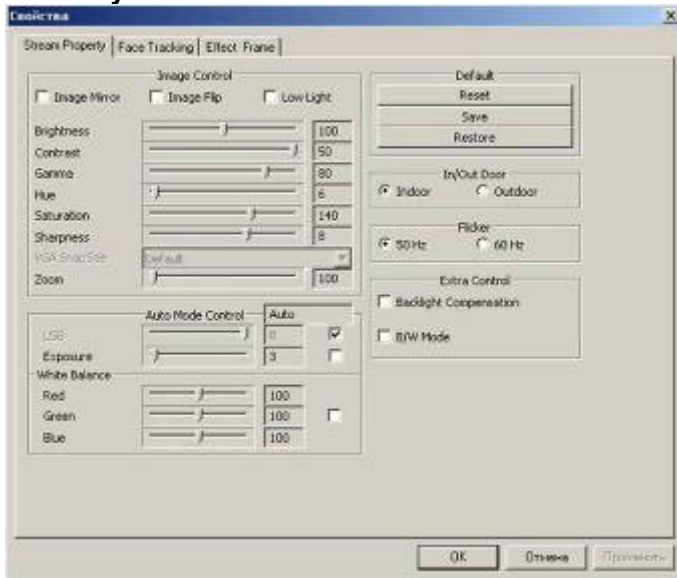 Свойства
Stream Property Face Tracking Effect Frame
Image Control
Image Mirror Image Flip Low Light
Brightness 100
Contrast 50
Gamma 80
Hue 6
Saturation 140
Sharpness 8
VGA SnapSize Default
Zoom 100
Auto Mode Control Auto
USB 0
Exposure 3
White Balance
Red 100
Green 100
Blue 100
Default
Reset
Save
Restore
In/Out Door
Indoor Outdoor
Flicker
50 Hz 60 Hz
Extra Control
Backlight Compensation
B/W Mode
OK Отмена Применить